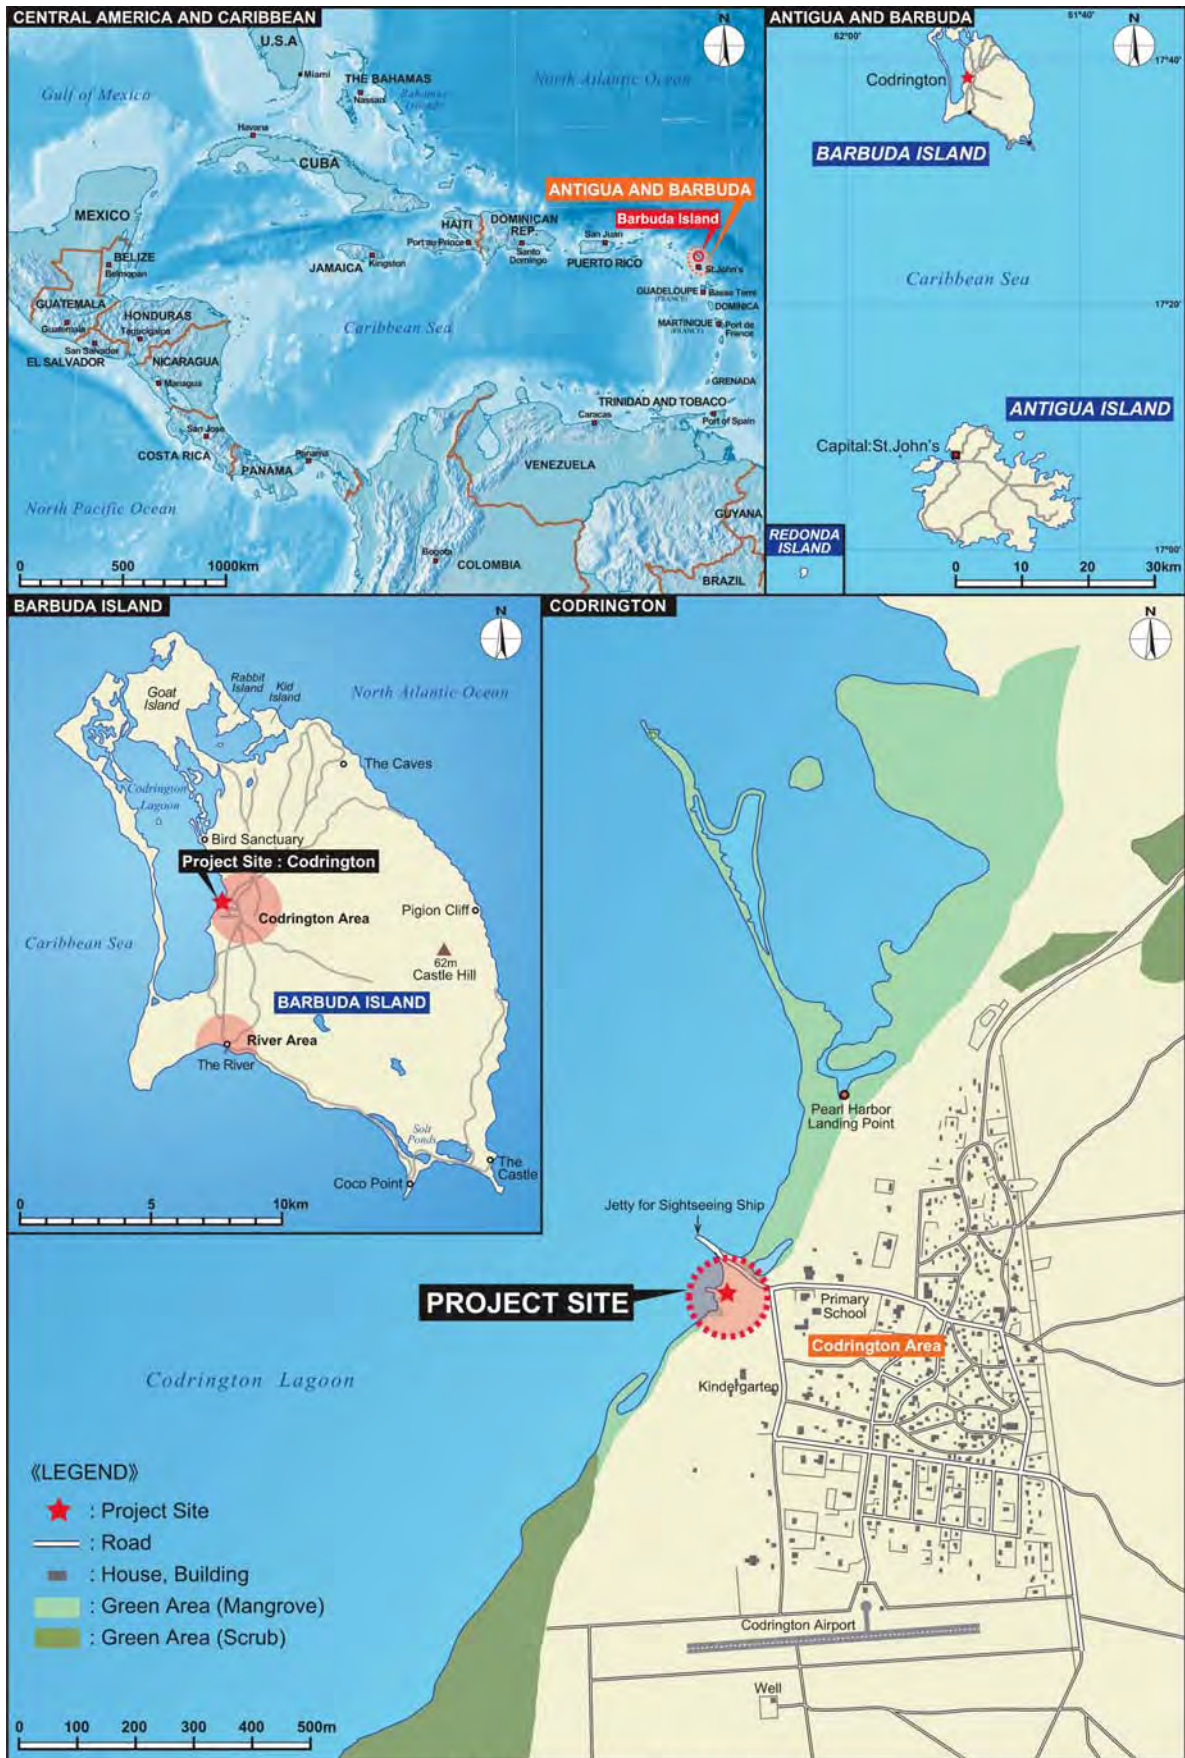 CENTRAL AMERICA AND CARIBBEAN
N
U.S.A
Miami
Gulf of Mexico
THE BAHAMAS
Nassau
Bahama
Islands
North Atlantic Ocean
Havana
CUBA
MEXICO
ANTIGUA AND BARBUDA
Barbuda Island
HAITI
Port au Prince
DOMINICAN
REP.
Santo
Domingo
San Juan
PUERTO RICO
St.John's
BELIZE
Belmopan
JAMAICA
Kingston
GUADELOUPE
(FRANCE)
Basse Terre
DOMINICA
GUATEMALA
Guatemala
HONDURAS
Tegucigalpa
Caribbean Sea
MARTINIQUE
(FRANCE)
Port de
France
San Salvador
EL SALVADOR
NICARAGUA
Managua
GRENADA
TRINIDAD AND TOBACO
Caracas
Port of Spain
San Jose
COSTA RICA
PANAMA
Panama
VENEZUELA
North Pacific Ocean
GUYANA
Bogota
COLOMBIA
BRAZIL
0 500 1000km
ANTIGUA AND BARBUDA
61°40'
62°00'
N
17°40'
Codrington
BARBUDA ISLAND
Caribbean Sea
17°20'
ANTIGUA ISLAND
Capital:St.John's
REDONDA
ISLAND
17°00'
0 10 20 30km
BARBUDA ISLAND
N
Goat
Island
Rabbit
Island
Kid
Island
North Atlantic Ocean
The Caves
Codrington
Lagoon
Bird Sanctuary
Project Site : Codrington
Codrington Area
Pigion Cliff
Caribbean Sea
62m
Castle Hill
BARBUDA ISLAND
River Area
The River
Solt
Ponds
The
Castle
Coco Point
0 5 10km
CODRINGTON
N
Pearl Harbor
Landing Point
Jetty for Sightseeing Ship
PROJECT SITE
Primary
School
Codrington Area
Kindergarten
Codrington Lagoon
Codrington Airport
Well
《LEGEND》
: Project Site
: Road
: House, Building
: Green Area (Mangrove)
: Green Area (Scrub)
0 100 200 300 400 500m